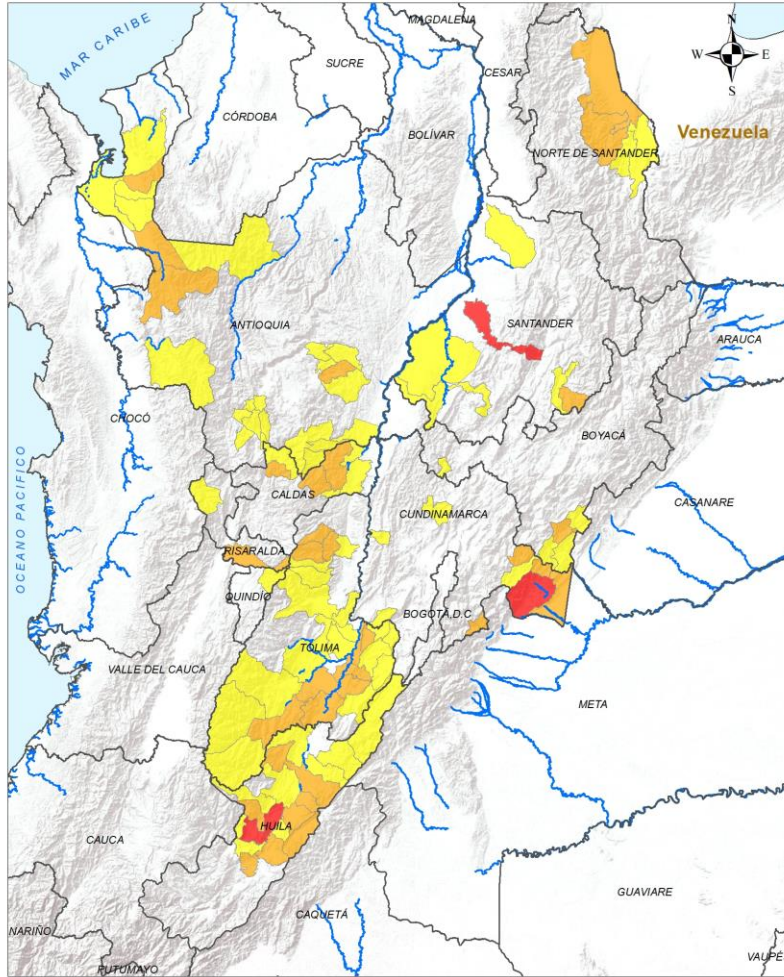 MAGDALENA
MAR CARIBE
SUCRE
CESAR
N
W E
S
CÓRDOBA
BOLÍVAR
Venezuela
NORTE DE SANTANDER
ANTIOQUIA
SANTANDER
ARAUCA
CHOCÓ
BOYACÁ
OCEANO PACIFICO
CALDAS
CUNDINAMARCA
CASANARE
RISARALDA
QUINDÍO
BOGOTÁ, D.C
TOLIMA
VALLE DEL CAUCA
META
HUILA
CAUCA
GUAVIARE
CAQUETÁ
NARIÑO
PUTUMAYO
VAUPÉ